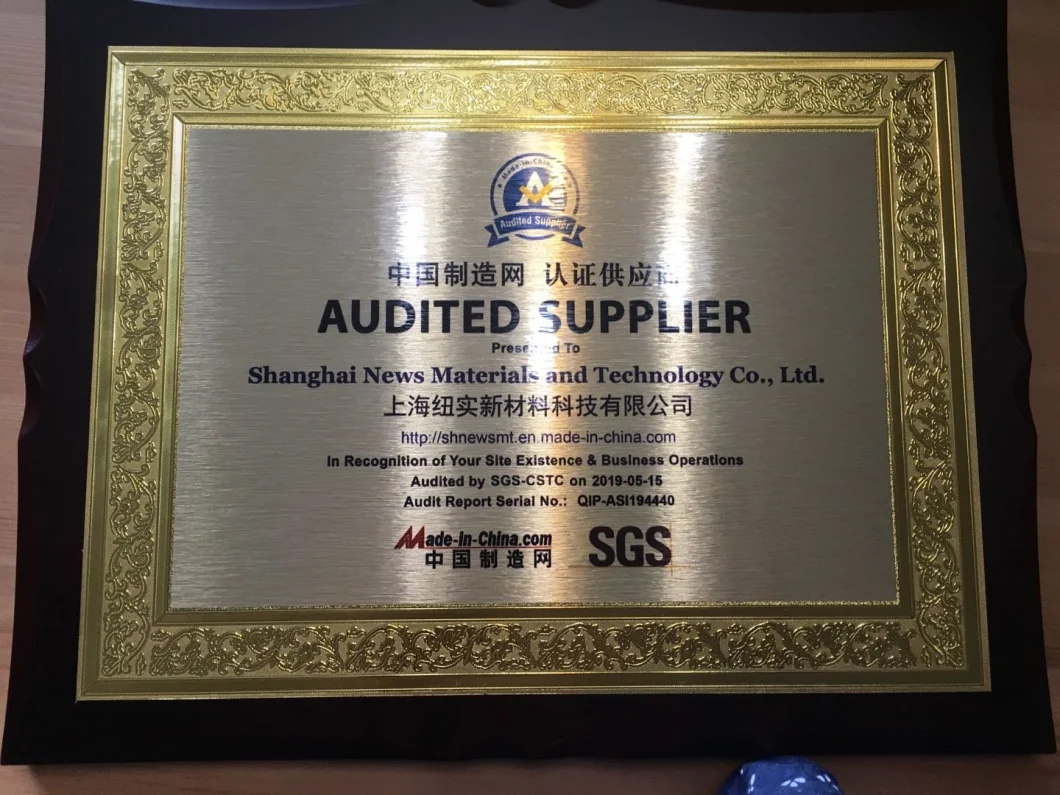 Made-in-China
Audited Supplier
中国制造网 认证供应商
AUDITED SUPPLIER
Presented To
Shanghai News Materials and Technology Co., Ltd.
上海纽实新材料科技有限公司
http://shnewsmt.en.made-in-china.com
In Recognition of Your Site Existence & Business Operations
Audited by SGS-CSTC on 2019-05-15
Audit Report Serial No.: QIP-ASI194440
Made-in-China.com
中国制造网
SGS